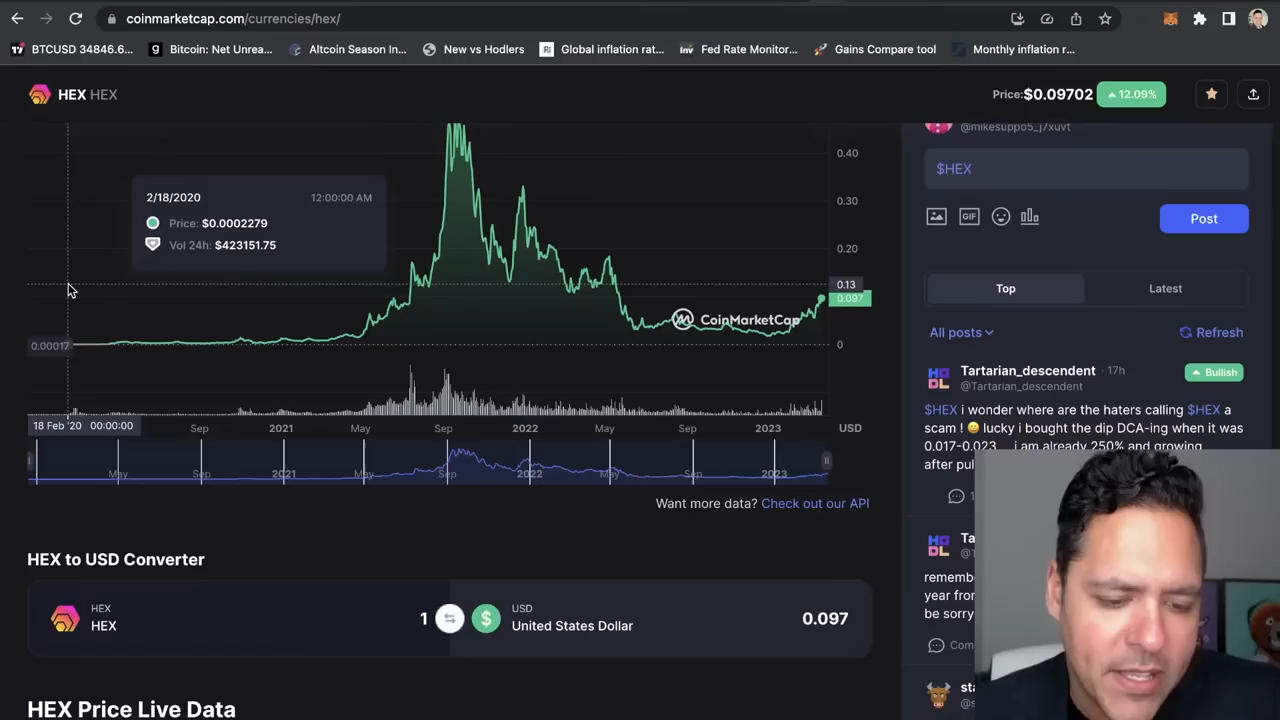 coinmarketcap.com/currencies/hex/
BTCUSD 34846.6...
Bitcoin: Net Unrea...
Altcoin Season In...
New vs Hodlers
Global inflation rat...
Fed Rate Monitor...
Gains Compare tool
Monthly inflation r...
HEX HEX
Price:$0.09702
12.09%
0.40
0.30
0.20
0.13
0.097
0
2/18/2020 12:00:00 AM
Price: $0.0002279
Vol 24h: $423151.75
CoinMarketCap
0.00017
18 Feb '20 00:00:00
Sep
2021
May
Sep
2022
May
Sep
2023
USD
May
Sep
2021
May
Sep
2022
May
Sep
2023
Want more data? Check out our API
HEX to USD Converter
HEX
HEX
1
USD
United States Dollar
0.097
HEX Price Live Data
@mikesuppo5_j7xuvt
$HEX
GIF
Post
Top
Latest
All posts
Refresh
Tartarian_descendent · 17h
Bullish
@Tartarian_descendent
$HEX i wonder where are the haters calling $HEX a
scam ! lucky i bought the dip DCA-ing when it was
0.017-0.023 ... i am already 250% and growing
after